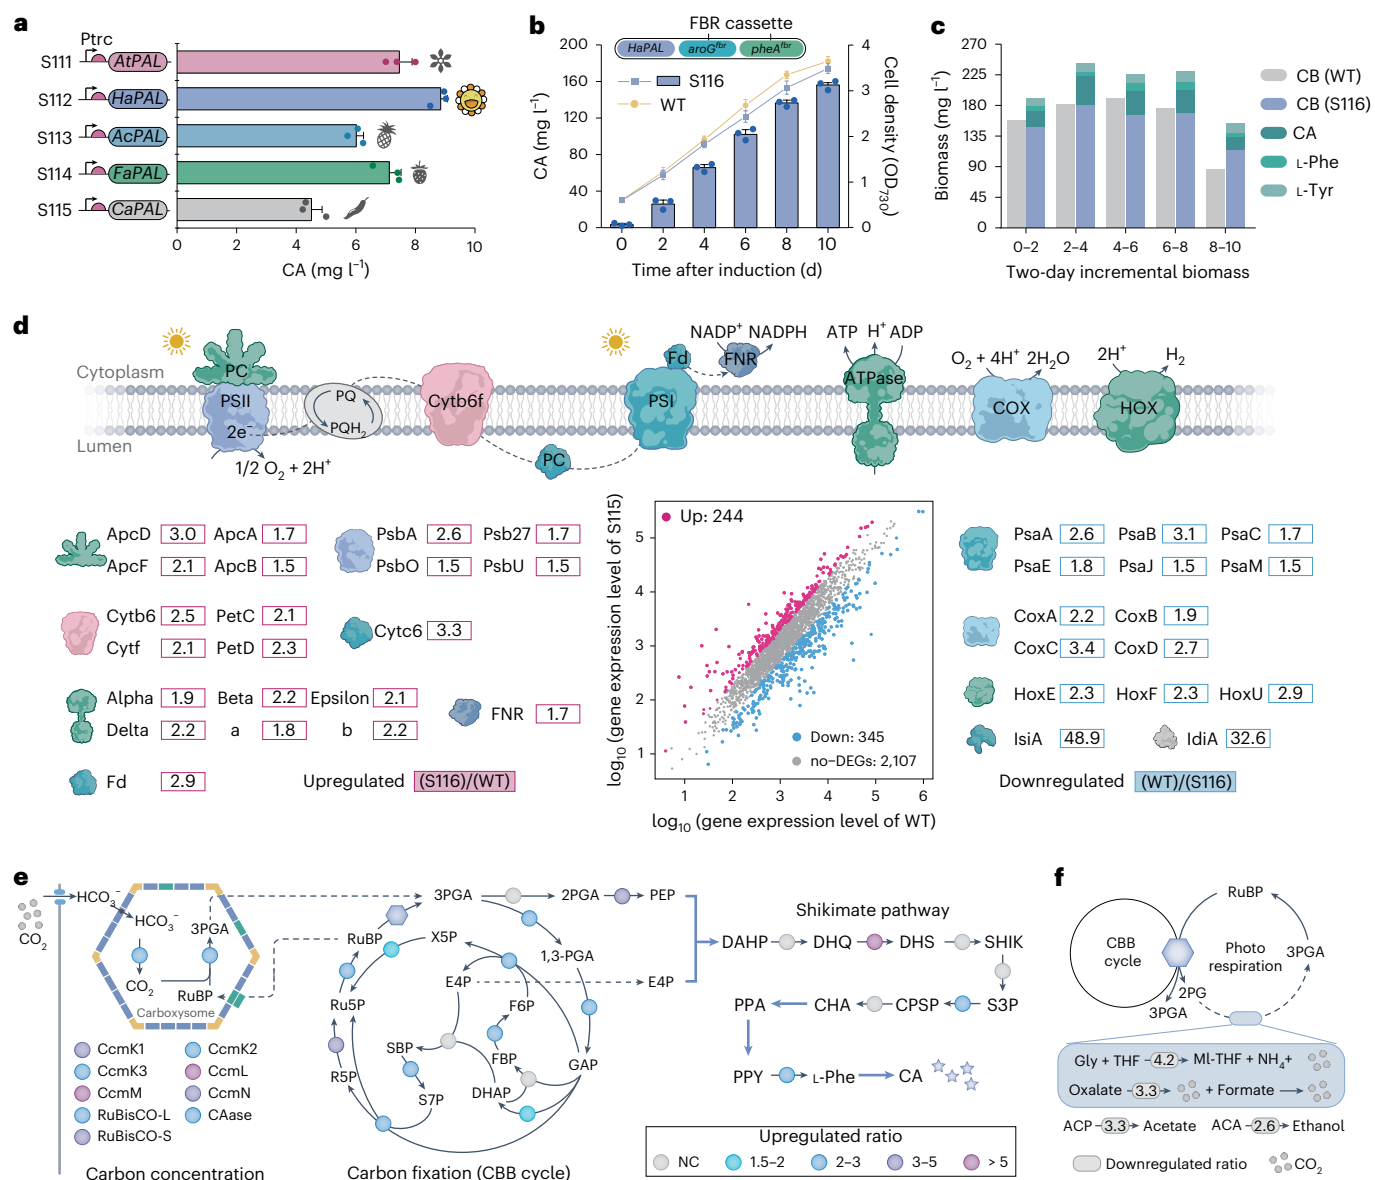 a
Ptrc
S111 AtPAL
S112 HaPAL
S113 AcPAL
S114 FaPAL
S115 CaPAL
0 2 4 6 8 10
CA (mg l⁻¹)
b
FBR cassette
HaPAL aroG^fbr pheA^fbr
S116
WT
200
160
120
80
40
0
CA (mg l⁻¹)
4
3
2
1
0
Cell density (OD₇₃₀)
0 2 4 6 8 10
Time after induction (d)
c
270
225
180
135
90
45
0
Biomass (mg l⁻¹)
0–2 2–4 4–6 6–8 8–10
Two-day incremental biomass
CB (WT)
CB (S116)
CA
L-Phe
L-Tyr
d
Cytoplasm
Lumen
PC
PSII
2e⁻
1/2 O₂ + 2H⁺
PQ
PQH₂
Cytb6f
PC
PSI
Fd
NADP⁺ NADPH
FNR
ATP H⁺ ADP
ATPase
O₂ + 4H⁺ 2H₂O
COX
2H⁺ H₂
HOX
ApcD 3.0 ApcA 1.7
ApcF 2.1 ApcB 1.5
PsbA 2.6 Psb27 1.7
PsbO 1.5 PsbU 1.5
Cytb6 2.5 PetC 2.1
Cytf 2.1 PetD 2.3
Cytc6 3.3
Alpha 1.9 Beta 2.2 Epsilon 2.1
Delta 2.2 a 1.8 b 2.2
FNR 1.7
Fd 2.9
Upregulated (S116)/(WT)
Up: 244
Down: 345
no–DEGs: 2,107
5
4
3
2
1
log₁₀ (gene expression level of S115)
1 2 3 4 5 6
log₁₀ (gene expression level of WT)
PsaA 2.6 PsaB 3.1 PsaC 1.7
PsaE 1.8 PsaJ 1.5 PsaM 1.5
CoxA 2.2 CoxB 1.9
CoxC 3.4 CoxD 2.7
HoxE 2.3 HoxF 2.3 HoxU 2.9
IsiA 48.9 IdiA 32.6
Downregulated (WT)/(S116)
e
CO₂
HCO₃⁻
HCO₃⁻
3PGA
CO₂
RuBP
Carboxysome
CcmK1 CcmK2
CcmK3 CcmL
CcmM CcmN
RuBisCO-L CAase
RuBisCO-S
Carbon concentration
3PGA 2PGA PEP
RuBP X5P
1,3-PGA
E4P E4P
Ru5P F6P
SBP FBP GAP
R5P S7P DHAP
Carbon fixation (CBB cycle)
Shikimate pathway
DAHP DHQ DHS SHIK
PPA CHA CPSP S3P
PPY L-Phe CA
Upregulated ratio
NC 1.5–2 2–3 3–5 > 5
f
RuBP
CBB
cycle
Photo
respiration
3PGA
2PG
3PGA
Gly + THF 4.2 Ml-THF + NH₄+
Oxalate 3.3 + Formate
ACP 3.3 Acetate ACA 2.6 Ethanol
Downregulated ratio CO₂